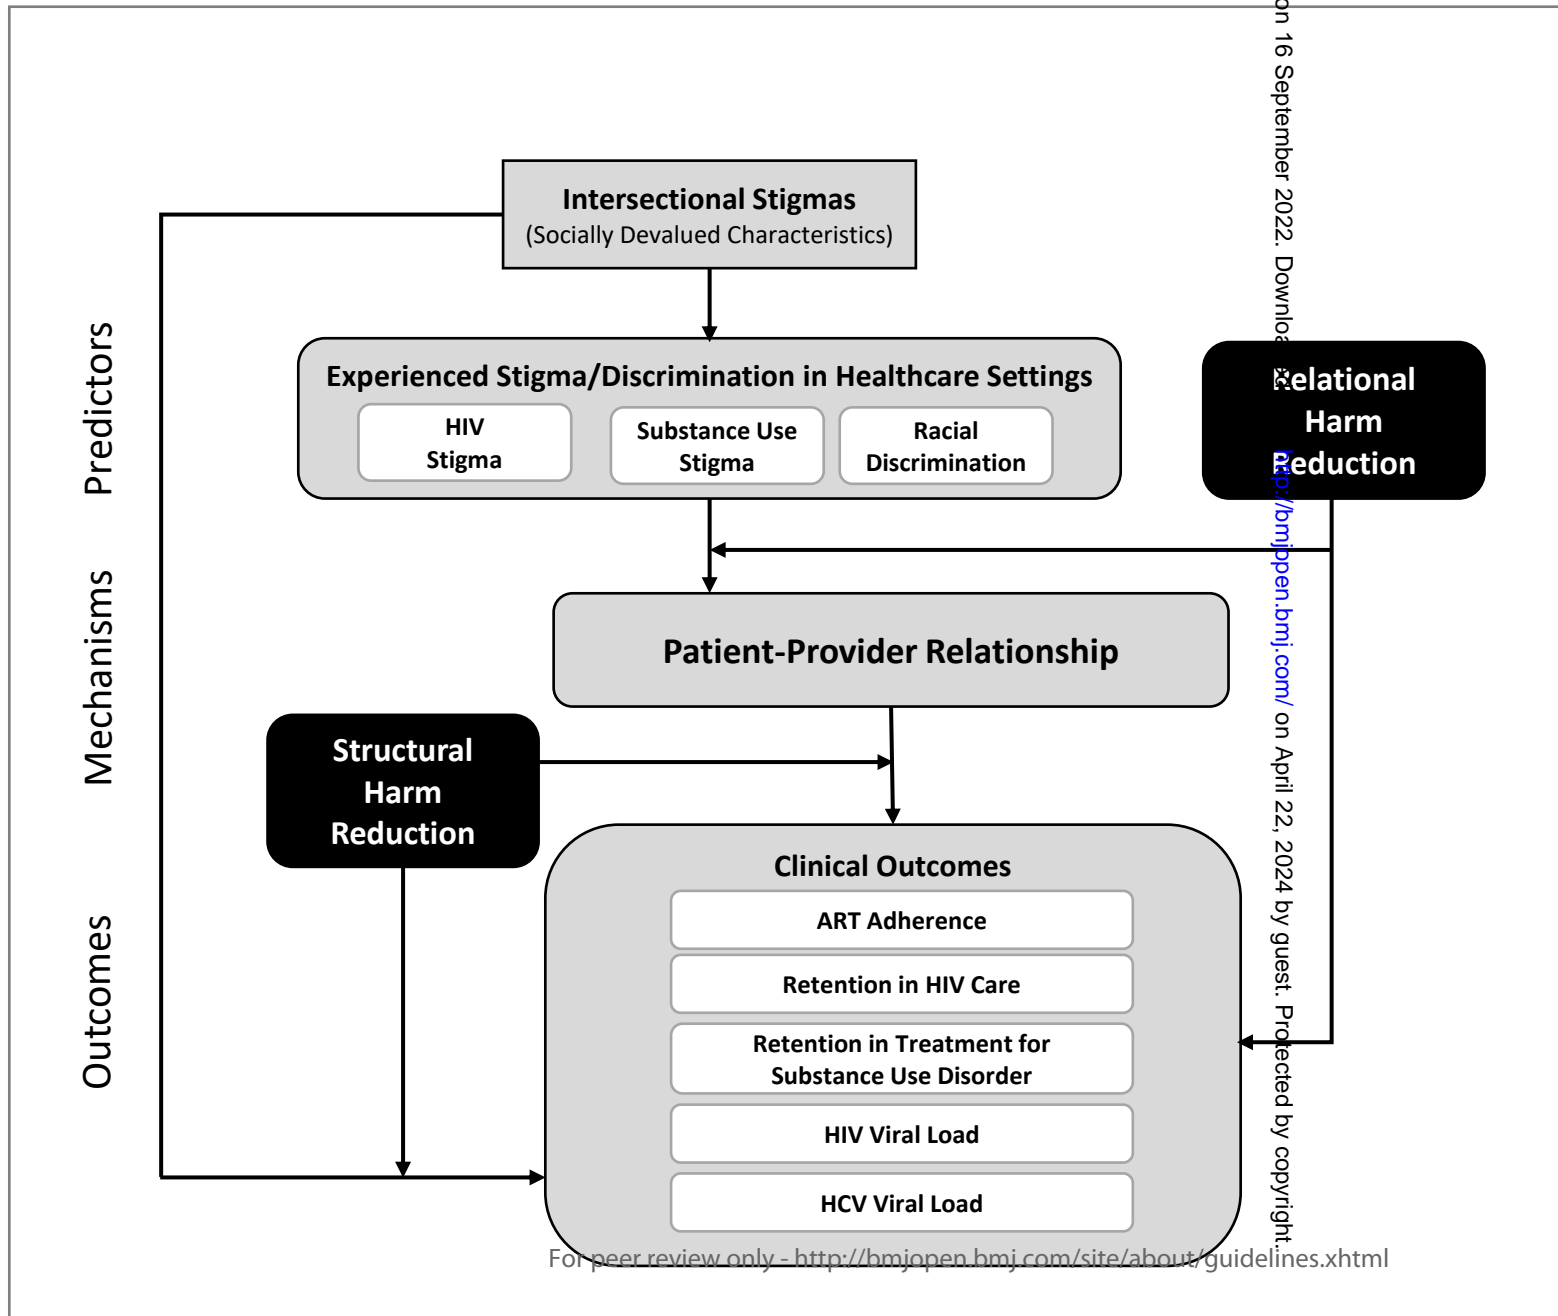 Intersectional Stigmas
(Socially Devalued Characteristics)
Predictors
Experienced Stigma/Discrimination in Healthcare Settings
HIV
Stigma
Substance Use
Stigma
Racial
Discrimination
Relational
Harm
Reduction
Mechanisms
Patient-Provider Relationship
Structural
Harm
Reduction
Outcomes
Clinical Outcomes
ART Adherence
Retention in HIV Care
Retention in Treatment for
Substance Use Disorder
HIV Viral Load
HCV Viral Load
For peer review only - http://bmjopen.bmj.com/site/about/guidelines.xhtml
on 16 September 2022. Downloaded http://bmjopen.bmj.com/ on April 22, 2024 by guest. Protected by copyright.